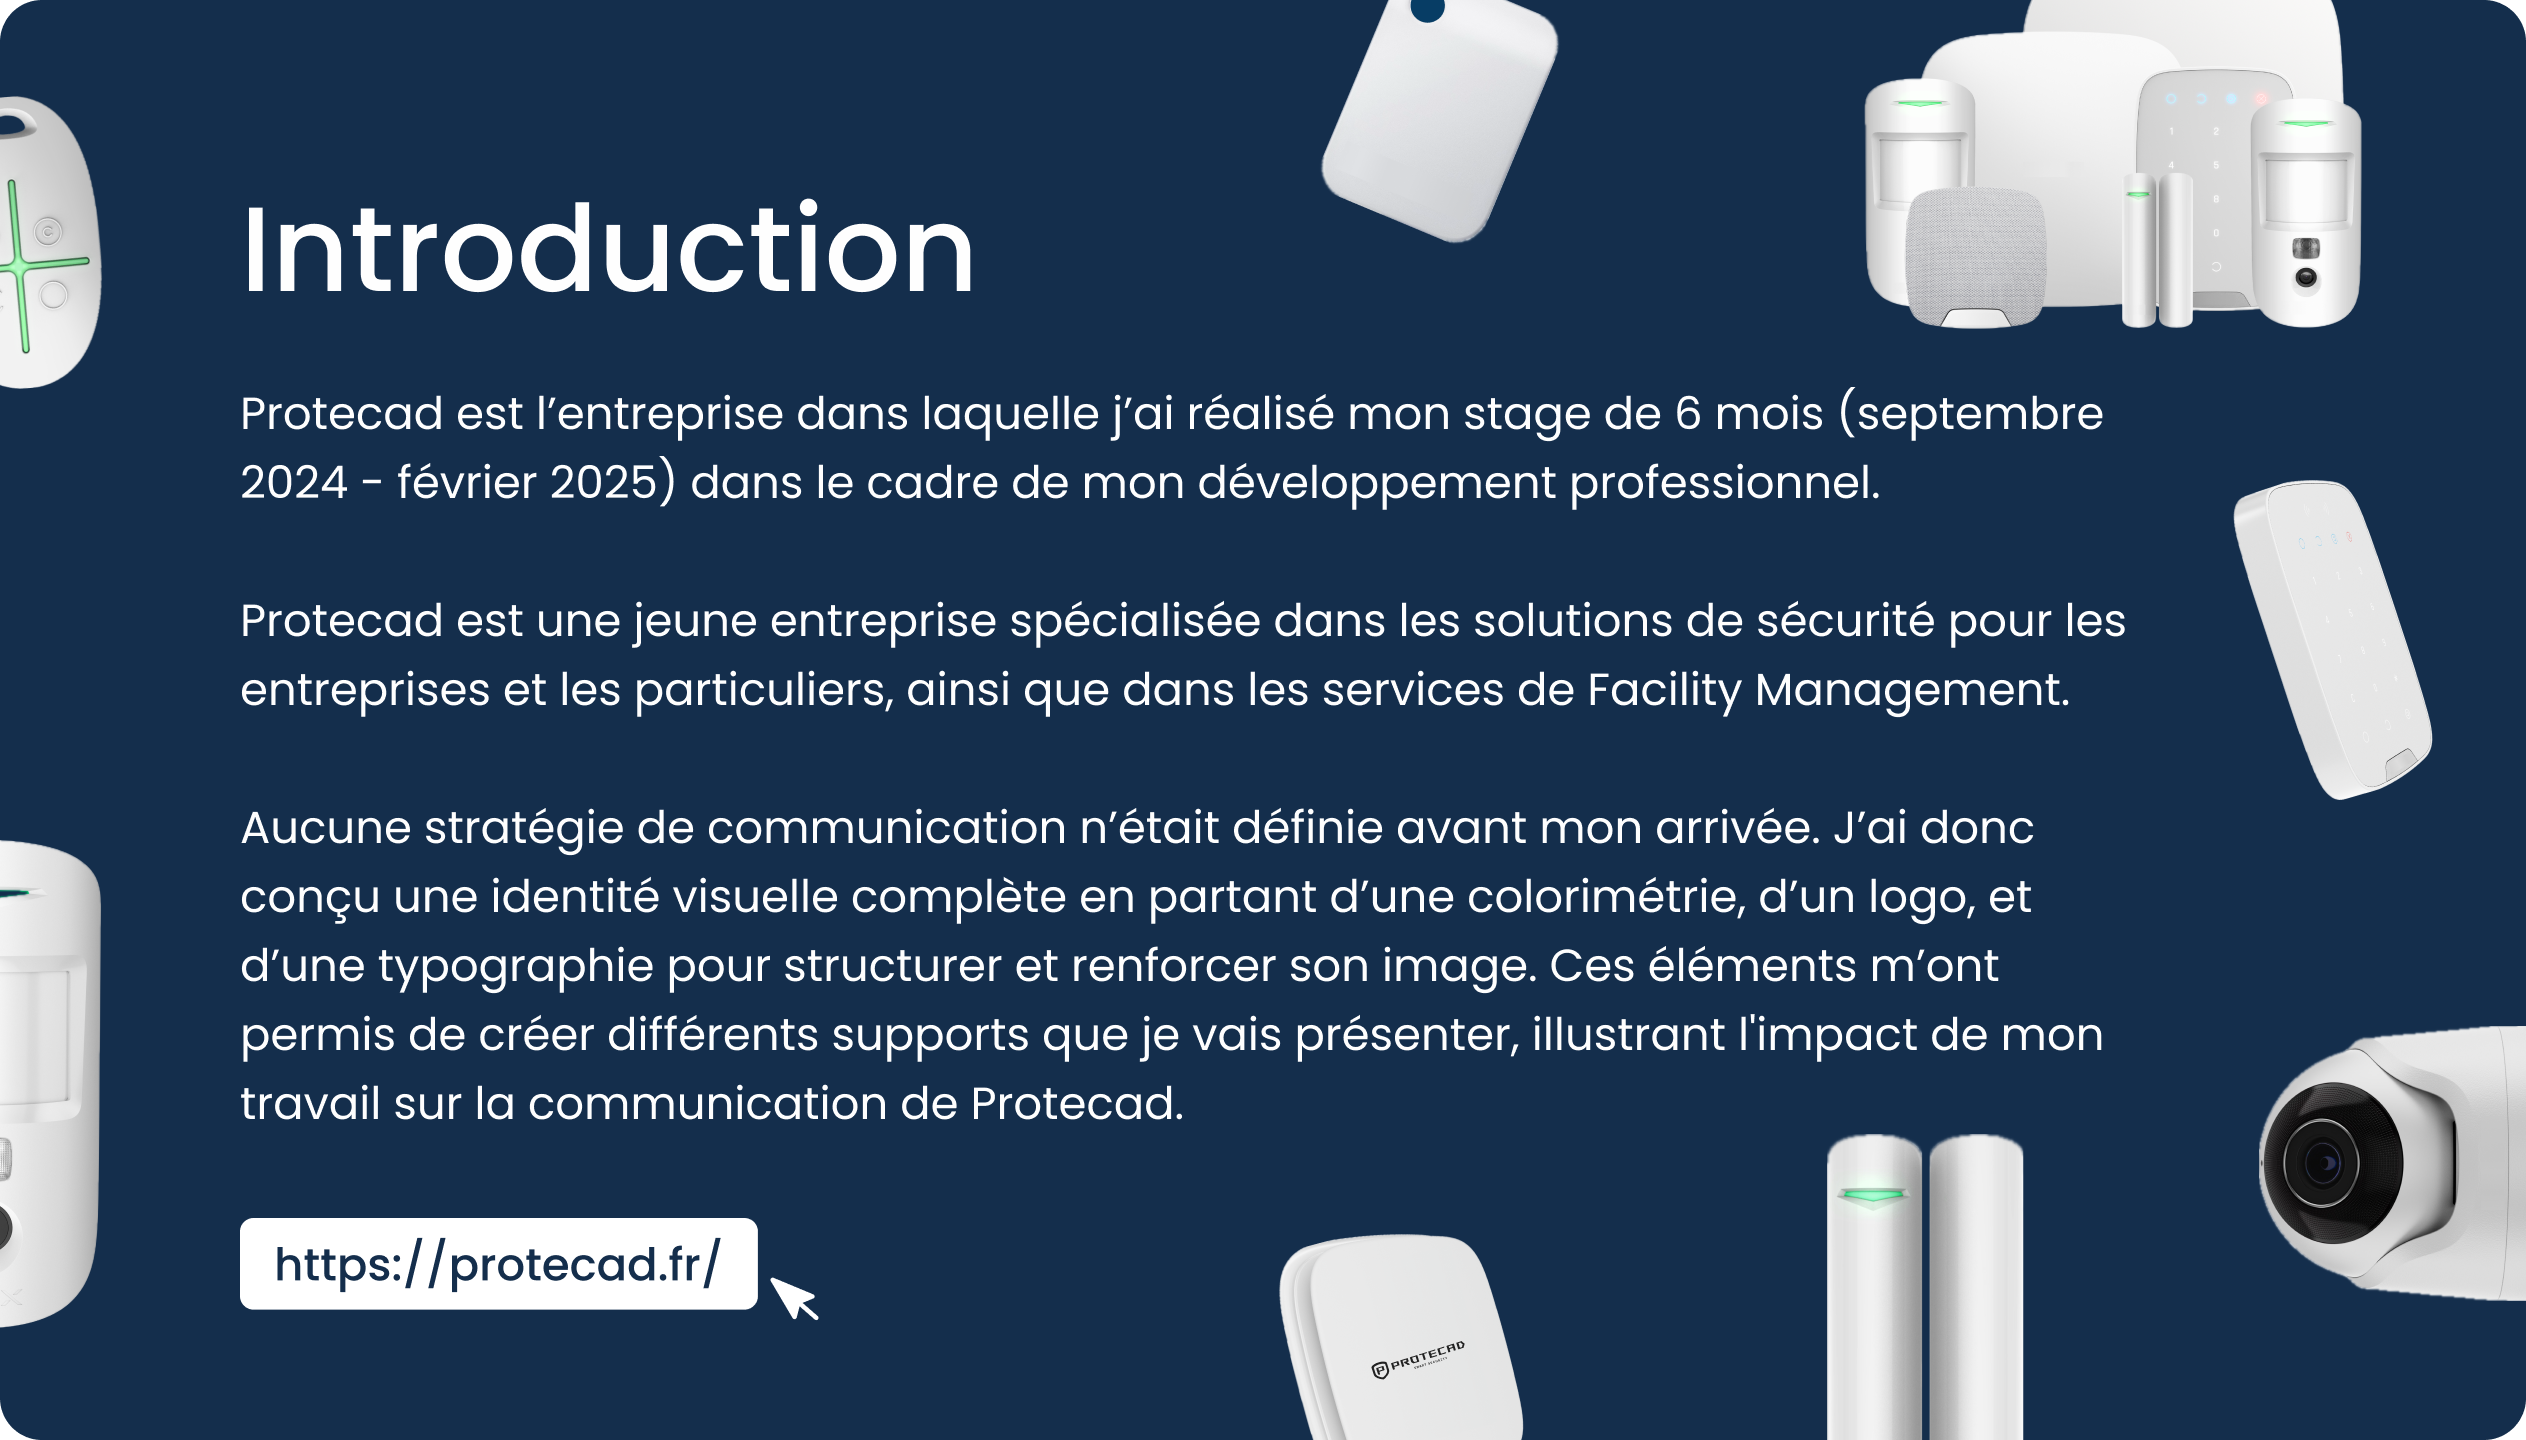 Introduction
Protecad est l’entreprise dans laquelle j’ai réalisé mon stage de 6 mois (septembre
2024 - février 2025) dans le cadre de mon développement professionnel.
Protecad est une jeune entreprise spécialisée dans les solutions de sécurité pour les
entreprises et les particuliers, ainsi que dans les services de Facility Management.
Aucune stratégie de communication n’était définie avant mon arrivée. J’ai donc
conçu une identité visuelle complète en partant d’une colorimétrie, d’un logo, et
d’une typographie pour structurer et renforcer son image. Ces éléments m’ont
permis de créer différents supports que je vais présenter, illustrant l'impact de mon
travail sur la communication de Protecad.
https://protecad.fr/
PROTECAD